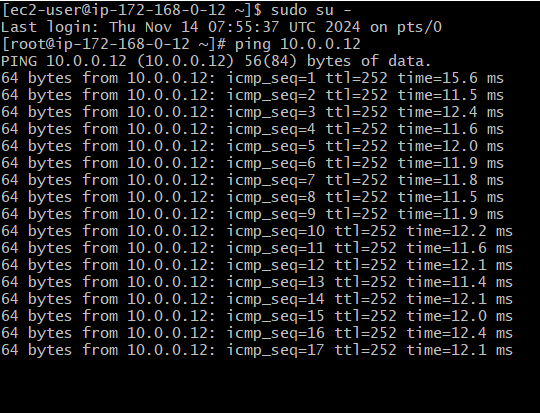 [ec2-user@ip-172-168-0-12 ~]$ sudo su -
Last login: Thu Nov 14 07:55:37 UTC 2024 on pts/0
[root@ip-172-168-0-12 ~]# ping 10.0.0.12
PING 10.0.0.12 (10.0.0.12) 56(84) bytes of data.
64 bytes from 10.0.0.12: icmp_seq=1 ttl=252 time=15.6 ms
64 bytes from 10.0.0.12: icmp_seq=2 ttl=252 time=11.5 ms
64 bytes from 10.0.0.12: icmp_seq=3 ttl=252 time=12.4 ms
64 bytes from 10.0.0.12: icmp_seq=4 ttl=252 time=11.6 ms
64 bytes from 10.0.0.12: icmp_seq=5 ttl=252 time=12.0 ms
64 bytes from 10.0.0.12: icmp_seq=6 ttl=252 time=11.9 ms
64 bytes from 10.0.0.12: icmp_seq=7 ttl=252 time=11.8 ms
64 bytes from 10.0.0.12: icmp_seq=8 ttl=252 time=11.5 ms
64 bytes from 10.0.0.12: icmp_seq=9 ttl=252 time=11.9 ms
64 bytes from 10.0.0.12: icmp_seq=10 ttl=252 time=12.2 ms
64 bytes from 10.0.0.12: icmp_seq=11 ttl=252 time=11.6 ms
64 bytes from 10.0.0.12: icmp_seq=12 ttl=252 time=12.1 ms
64 bytes from 10.0.0.12: icmp_seq=13 ttl=252 time=11.4 ms
64 bytes from 10.0.0.12: icmp_seq=14 ttl=252 time=12.1 ms
64 bytes from 10.0.0.12: icmp_seq=15 ttl=252 time=12.0 ms
64 bytes from 10.0.0.12: icmp_seq=16 ttl=252 time=12.4 ms
64 bytes from 10.0.0.12: icmp_seq=17 ttl=252 time=12.1 ms